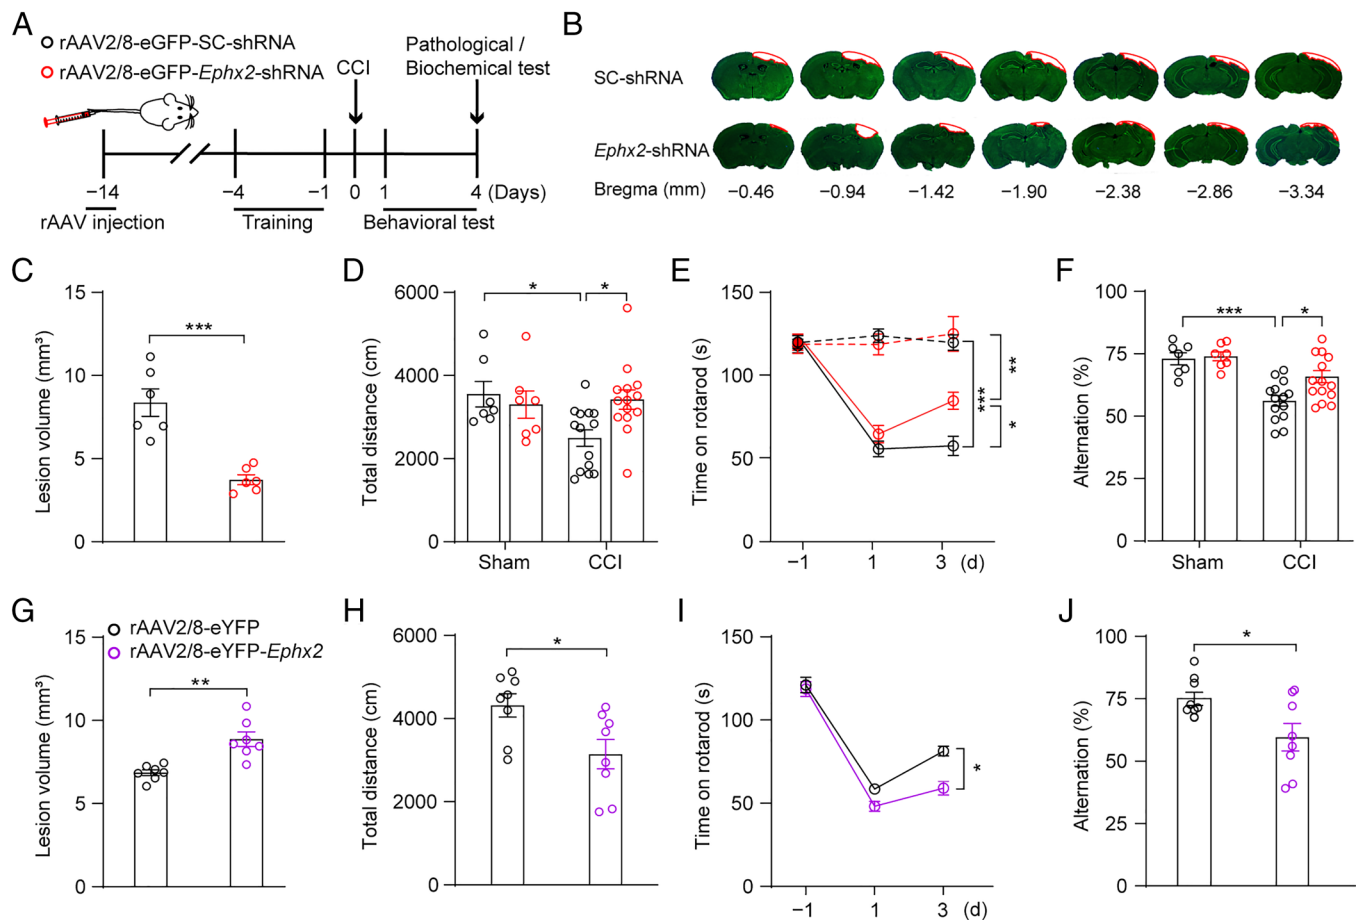 A
rAAV2/8-eGFP-SC-shRNA
rAAV2/8-eGFP-Ephx2-shRNA
CCI
Pathological /
Biochemical test
−14
−4
−1
0
1
4 (Days)
rAAV injection
Training
Behavioral test
B
SC-shRNA
Ephx2-shRNA
Bregma (mm) −0.46 −0.94 −1.42 −1.90 −2.38 −2.86 −3.34
C
Lesion volume (mm³)
15
10
5
0
***
D
Total distance (cm)
6000
4000
2000
0
* *
Sham CCI
E
Time on rotarod (s)
150
100
50
0
**
***
*
−1 1 3 (d)
F
Alternation (%)
100
75
50
25
0
*** *
Sham CCI
G
rAAV2/8-eYFP
rAAV2/8-eYFP-Ephx2
Lesion volume (mm³)
15
10
5
0
**
H
Total distance (cm)
6000
4000
2000
0
*
I
Time on rotarod (s)
150
100
50
0
*
−1 1 3 (d)
J
Alternation (%)
100
75
50
25
0
*